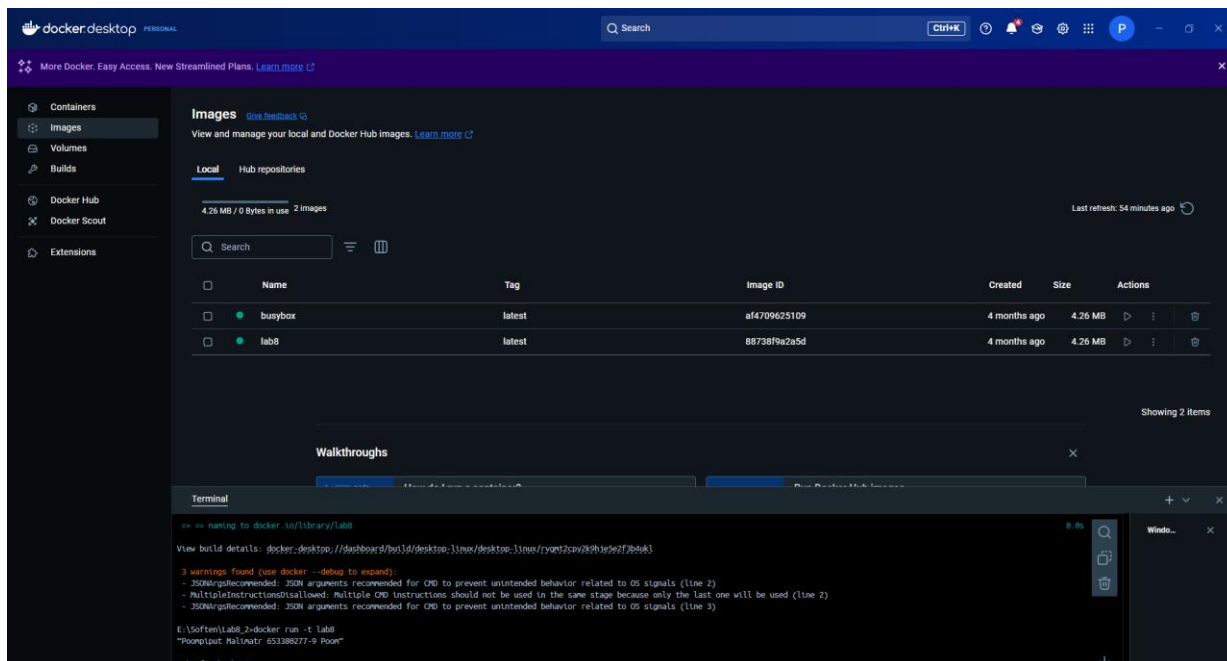 docker.desktop PERSONAL
Search
Ctrl+K
P
More Docker. Easy Access. New Streamlined Plans. Learn more
Containers
Images
Volumes
Builds
Docker Hub
Docker Scout
Extensions
Images Give feedback
View and manage your local and Docker Hub images. Learn more
Local Hub repositories
4.26 MB / 0 Bytes in use 2 images
Last refresh: 54 minutes ago
Search
Name Tag Image ID Created Size Actions
busybox latest af4709625109 4 months ago 4.26 MB
lab8 latest 88738f9a2a5d 4 months ago 4.26 MB
Showing 2 items
Walkthroughs
How do I run a container?
Run Docker Hub images
Terminal
Windo...
=> => naming to docker.io/library/lab8 0.0s
View build details: docker-desktop://dashboard/build/desktop-linux/desktop-linux/
3 warnings found (use docker --debug to expand):
- JSONArgsRecommended: JSON arguments recommended for CMD to prevent unintended behavior related to OS signals (line 2)
- MultipleInstructionsDisallowed: Multiple CMD instructions should not be used in the same stage because only the last one will be used (line 2)
- JSONArgsRecommended: JSON arguments recommended for CMD to prevent unintended behavior related to OS signals (line 3)
E:\Soften\Lab8_2>docker run -t lab8
"Poompiput Malimatr 653380277-9 Poom"